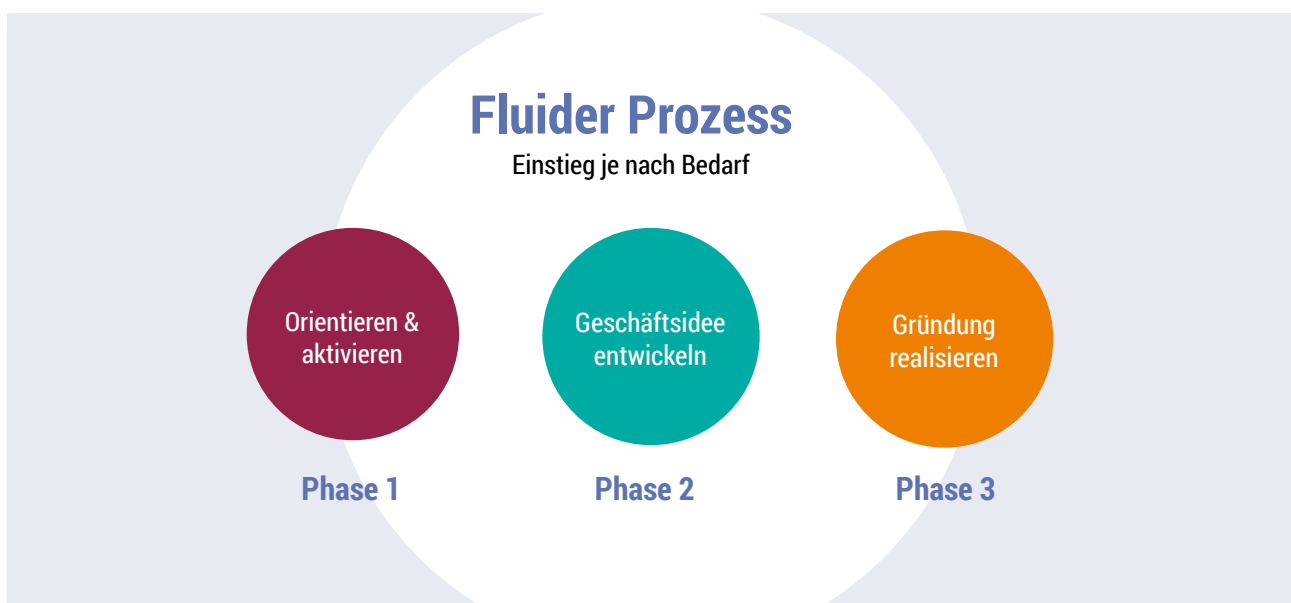 Fluider Prozess
Einstieg je nach Bedarf
Orientieren &
aktivieren
Geschäftsidee
entwickeln
Gründung
realisieren
Phase 1
Phase 2
Phase 3